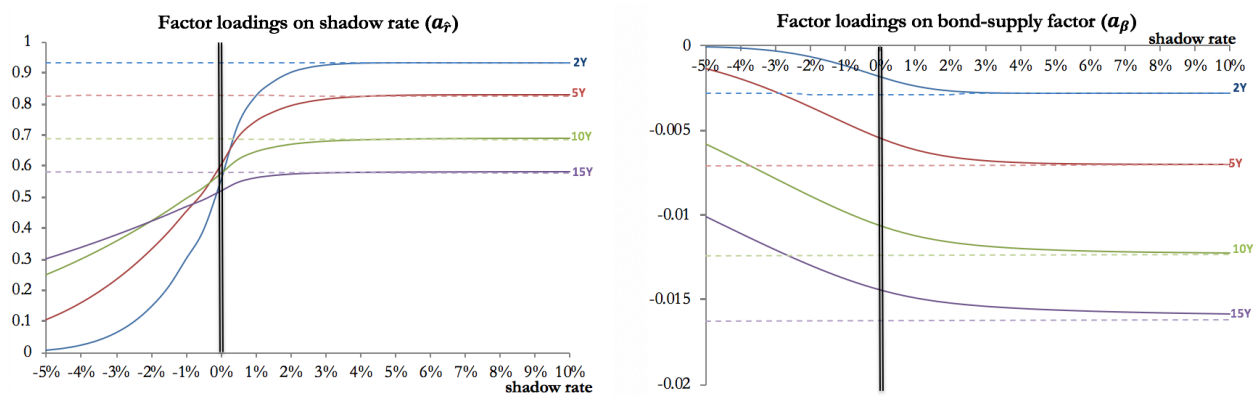 Factor loadings on shadow rate (a_r̂)
1
0.9
0.8
0.7
0.6
0.5
0.4
0.3
0.2
0.1
0
2Y
5Y
10Y
15Y
-5% -4% -3% -2% -1% 0% 1% 2% 3% 4% 5% 6% 7% 8% 9% 10%
shadow rate
Factor loadings on bond-supply factor (a_β)
shadow rate
0
-0.005
-0.01
-0.015
-0.02
-5% -4% -3% -2% -1% 0% 1% 2% 3% 4% 5% 6% 7% 8% 9% 10%
2Y
5Y
10Y
15Y